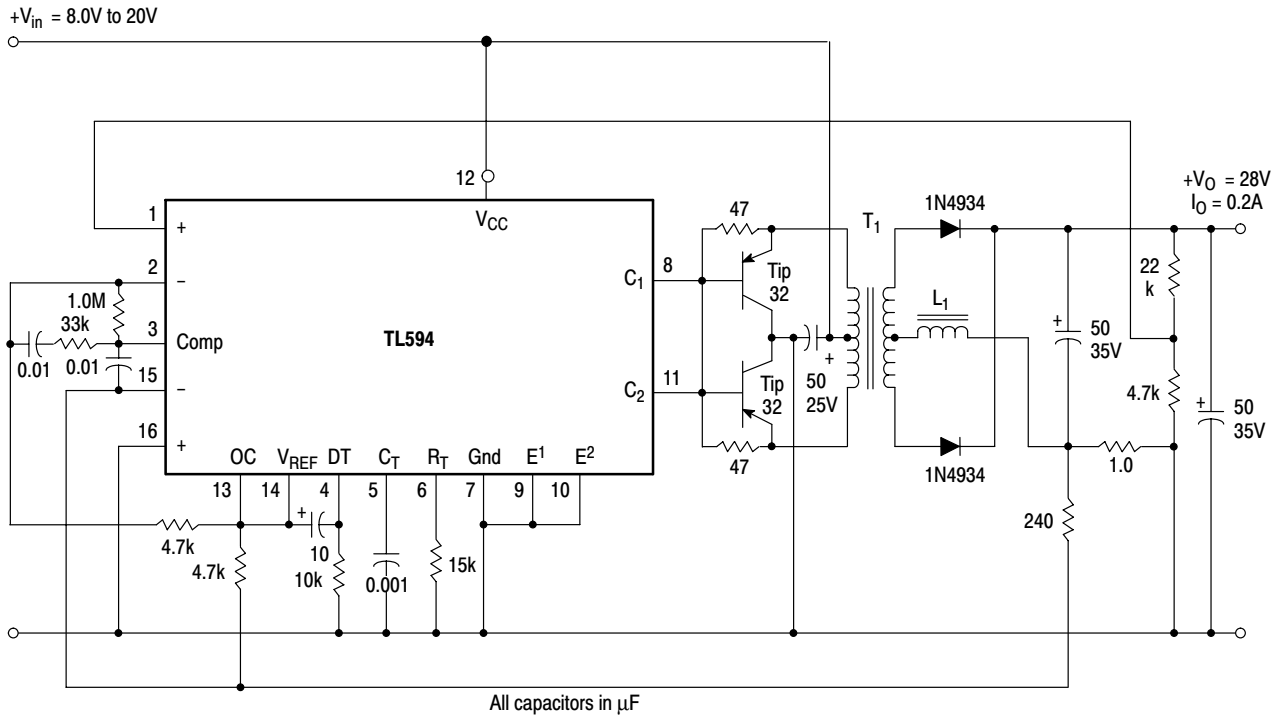 +Vin = 8.0V to 20V
12
VCC
+VO = 28V
IO = 0.2A
1N4934
T1
47
1
+
2
−
1.0M
33k
3
Comp
0.01
0.01
15
−
16
+
TL594
C1
8
C2
11
Tip
32
Tip
32
47
50
25V
+
L1
1N4934
+
50
35V
22
k
4.7k
+
50
35V
1.0
240
OC
VREF
DT
CT
RT
Gnd
E1
E2
13
14
4
5
6
7
9
10
+
4.7k
4.7k
10
10k
0.001
15k
All capacitors in μF